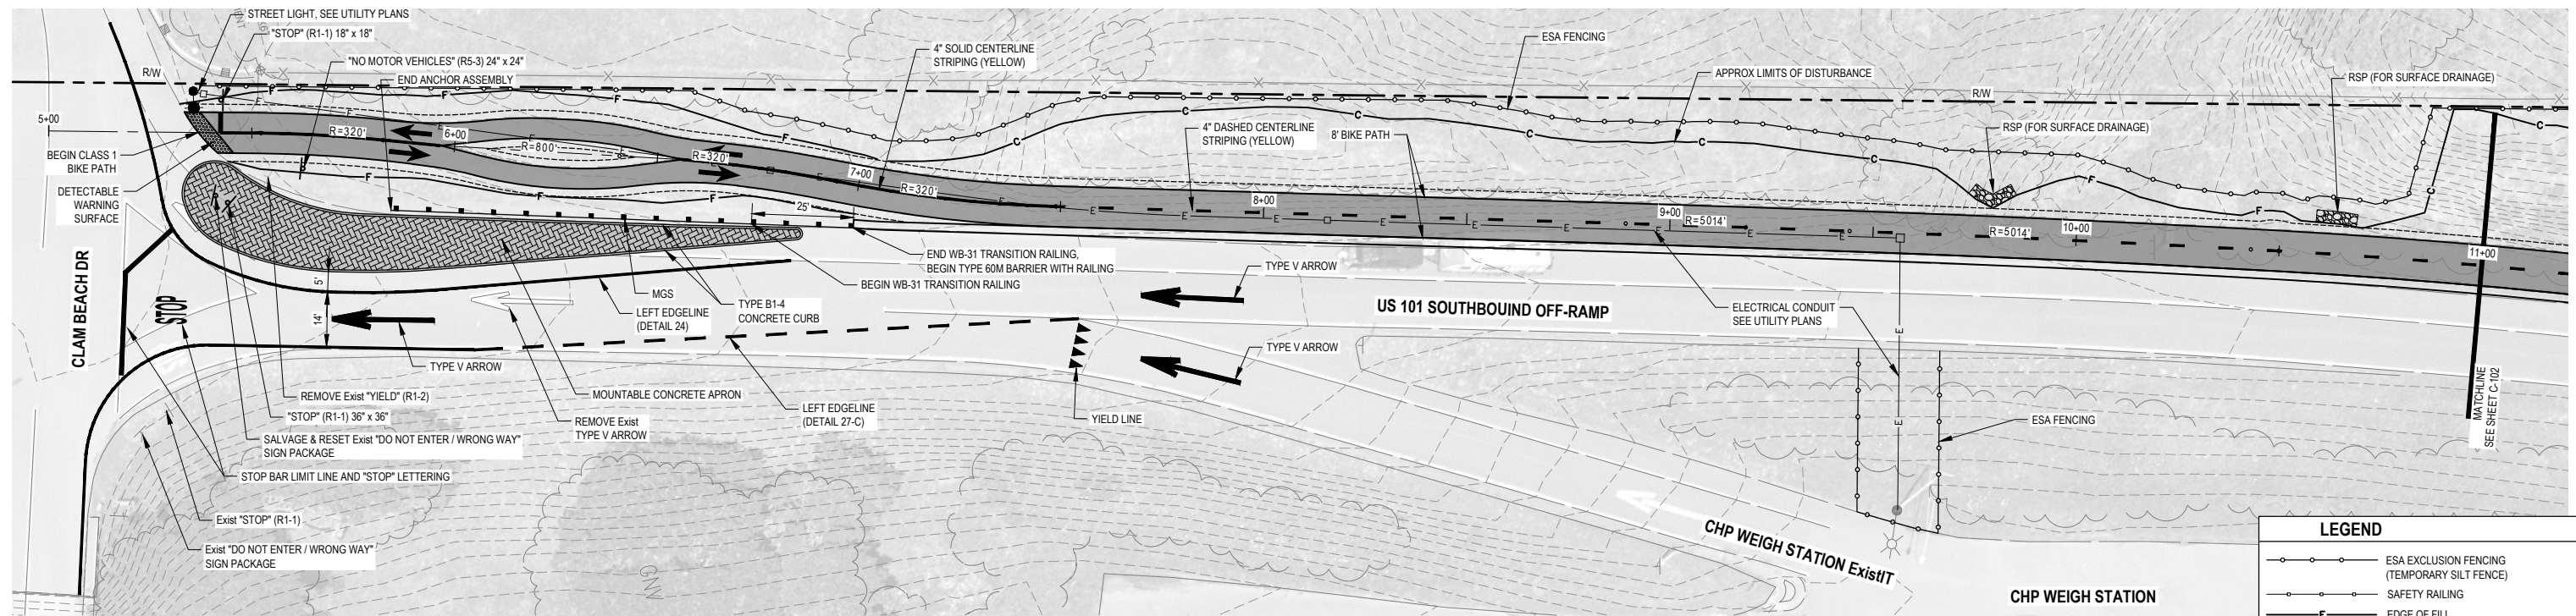 STREET LIGHT, SEE UTILITY PLANS
"STOP" (R1-1) 18" x 18"
"NO MOTOR VEHICLES" (R5-3) 24" x 24"
END ANCHOR ASSEMBLY
R/W
4" SOLID CENTERLINE
STRIPING (YELLOW)
ESA FENCING
APPROX LIMITS OF DISTURBANCE
R/W
RSP (FOR SURFACE DRAINAGE)
RSP (FOR SURFACE DRAINAGE)
4" DASHED CENTERLINE
STRIPING (YELLOW)
8' BIKE PATH
5+00
R=320'
6+00
R=800'
R=320'
7+00
R=320'
8+00
9+00
R=5014'
R=5014'
10+00
11+00
BEGIN CLASS 1
BIKE PATH
DETECTABLE
WARNING
SURFACE
25'
END WB-31 TRANSITION RAILING,
BEGIN TYPE 60M BARRIER WITH RAILING
BEGIN WB-31 TRANSITION RAILING
MGS
TYPE B1-4
CONCRETE CURB
LEFT EDGELINE
(DETAIL 24)
5'
14'
STOP
CLAM BEACH DR
TYPE V ARROW
TYPE V ARROW
US 101 SOUTHBOUIND OFF-RAMP
ELECTRICAL CONDUIT
SEE UTILITY PLANS
TYPE V ARROW
MATCHLINE
SEE SHEET C-102
REMOVE Exist "YIELD" (R1-2)
"STOP" (R1-1) 36" x 36"
SALVAGE & RESET Exist "DO NOT ENTER / WRONG WAY"
SIGN PACKAGE
STOP BAR LIMIT LINE AND "STOP" LETTERING
Exist "STOP" (R1-1)
Exist "DO NOT ENTER / WRONG WAY"
SIGN PACKAGE
MOUNTABLE CONCRETE APRON
REMOVE Exist
TYPE V ARROW
LEFT EDGELINE
(DETAIL 27-C)
YIELD LINE
ESA FENCING
CHP WEIGH STATION ExistIT
CHP WEIGH STATION
LEGEND
ESA EXCLUSION FENCING
(TEMPORARY SILT FENCE)
SAFETY RAILING
F EDGE OF FILL